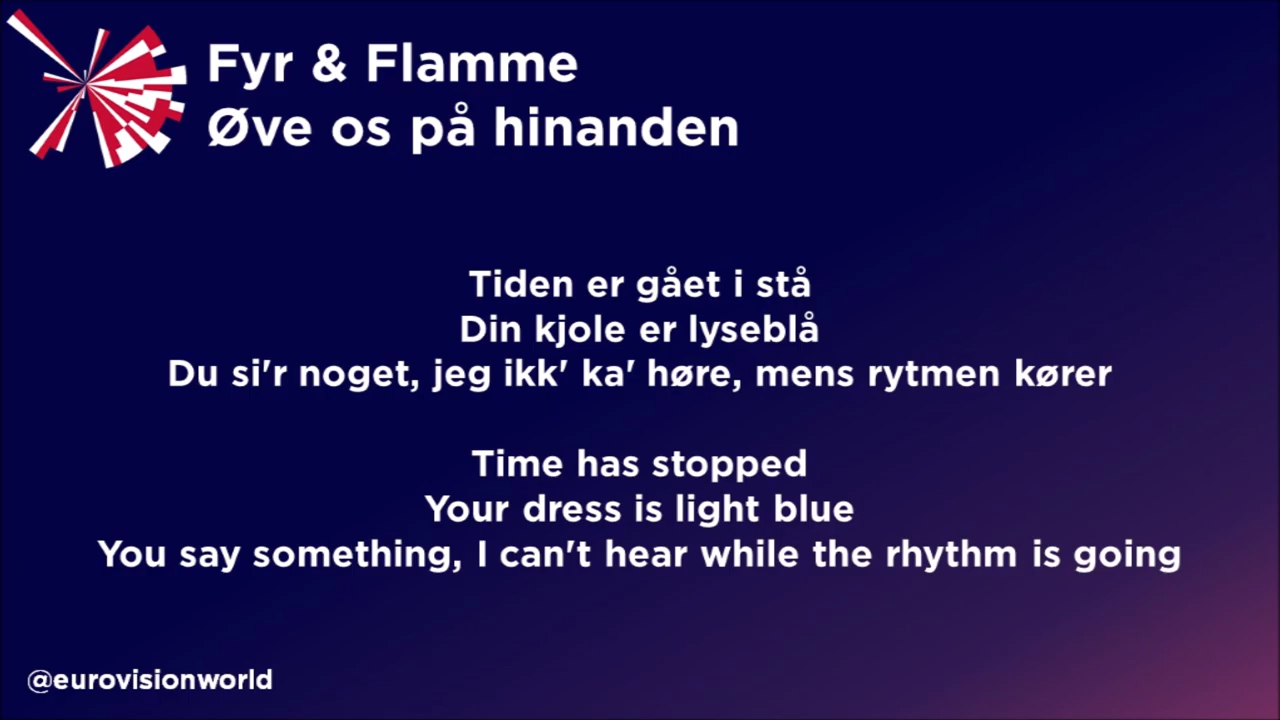 Fyr & Flamme
Øve os på hinanden
Tiden er gået i stå
Din kjole er lyseblå
Du si'r noget, jeg ikk' ka' høre, mens rytmen kører
Time has stopped
Your dress is light blue
You say something, I can't hear while the rhythm is going
@eurovisionworld